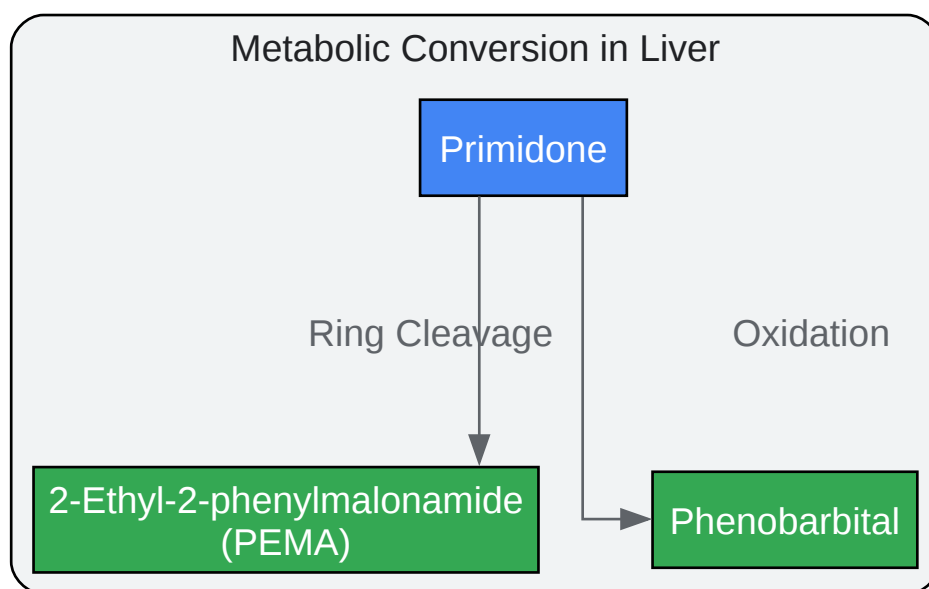 Metabolic Conversion in Liver
Primidone
Ring Cleavage
Oxidation
2-Ethyl-2-phenylmalonamide
(PEMA)
Phenobarbital